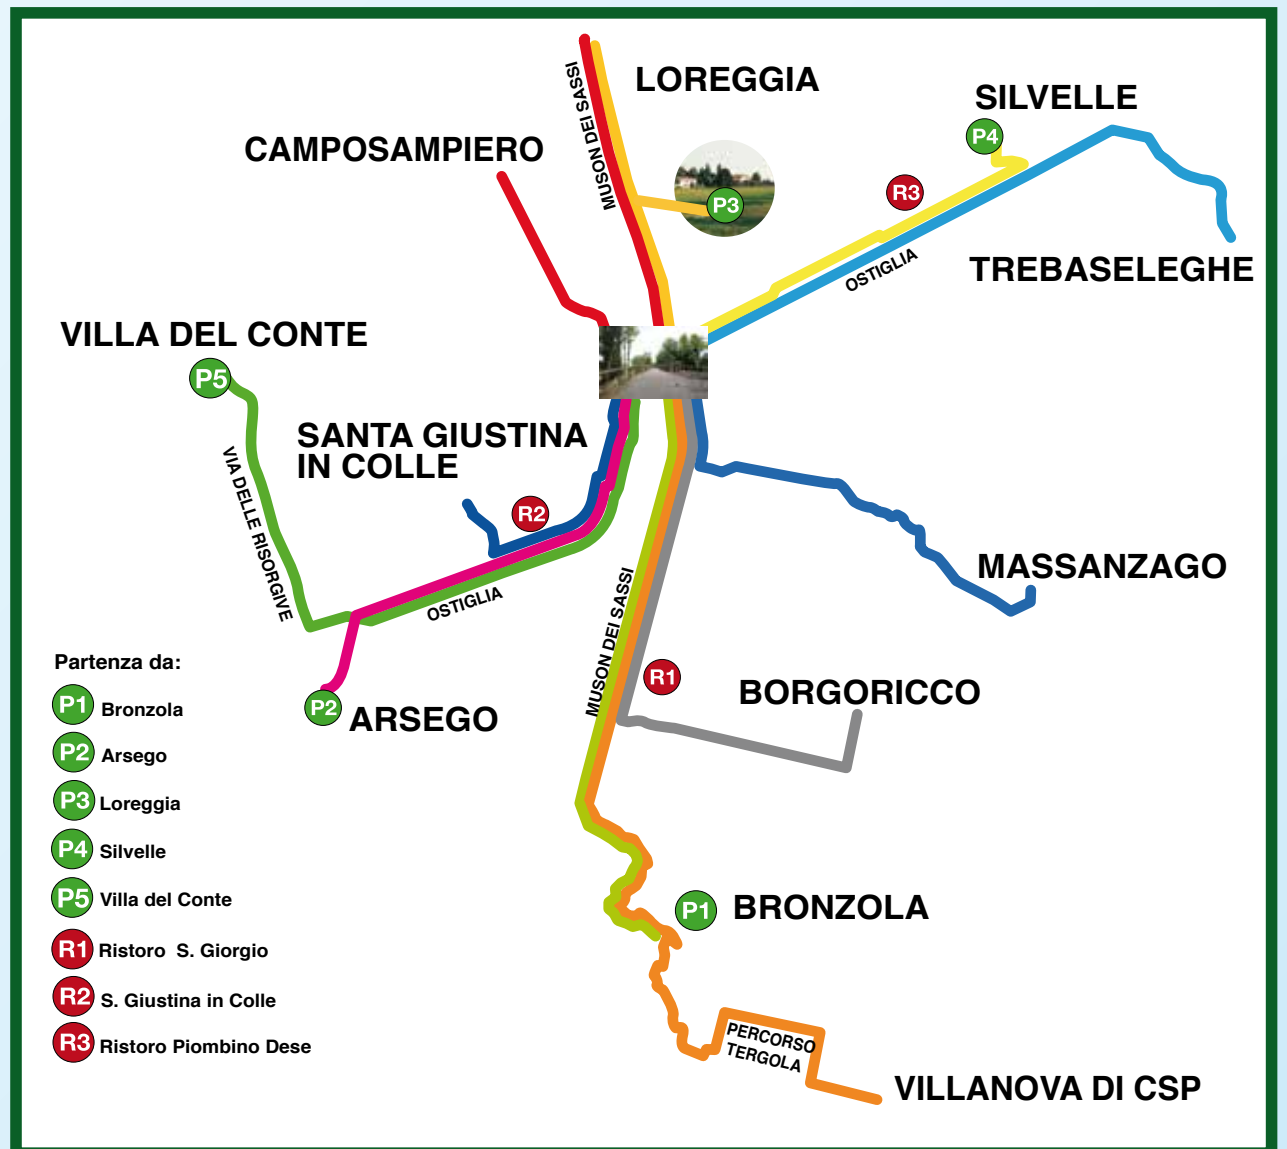 LOREGGIA
MUSON DEI SASSI
SILVELLE
P4
CAMPOSAMPIERO
R3
P3
OSTIGLIA
TREBASELEGHE
VILLA DEL CONTE
P5
SANTA GIUSTINA
IN COLLE
R2
VIA DELLE RISORGIVE
OSTIGLIA
MASSANZAGO
MUSON DEI SASSI
R1
BORGORICCO
P2
ARSEGO
Partenza da:
P1 Bronzola
P2 Arsego
P3 Loreggia
P4 Silvelle
P5 Villa del Conte
R1 Ristoro S. Giorgio
R2 S. Giustina in Colle
R3 Ristoro Piombino Dese
P1
BRONZOLA
PERCORSO
TERGOLA
VILLANOVA DI CSP